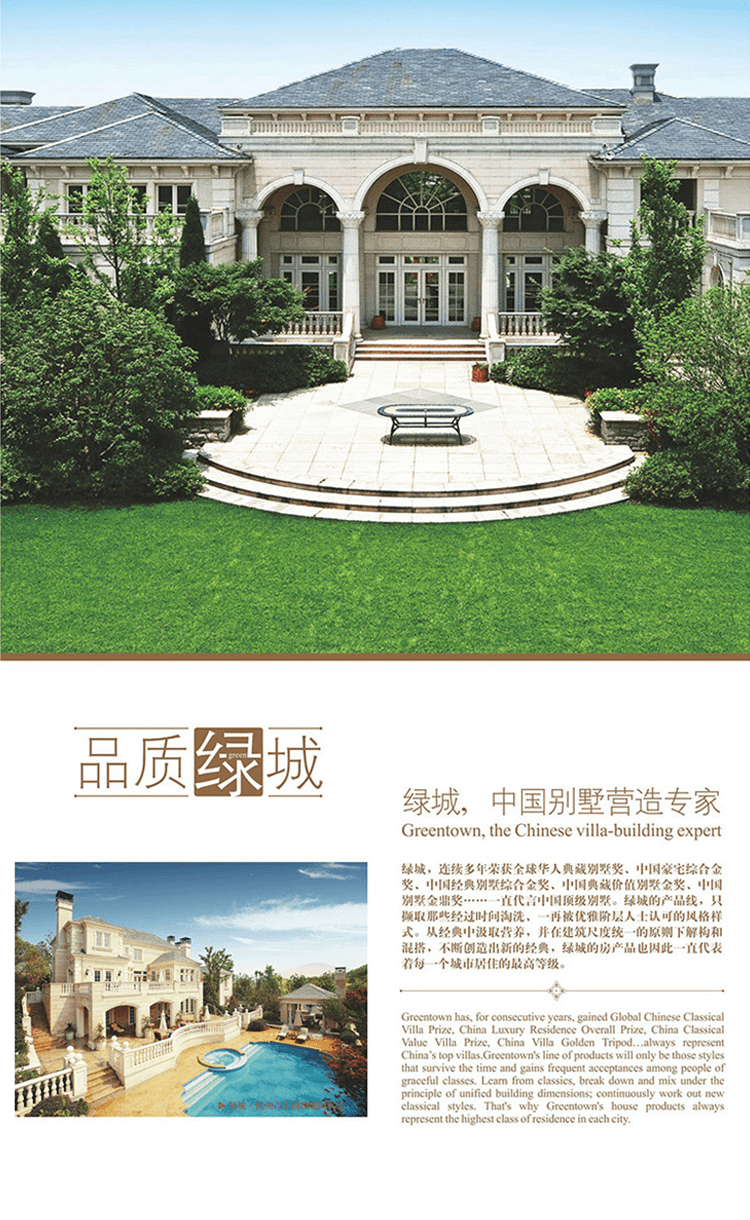 品质绿城
green
绿城，中国别墅营造专家
Greentown, the Chinese villa-building expert
绿城，连续多年荣获全球华人典藏别墅奖、中国豪宅综合金
奖、中国经典别墅综合金奖、中国典藏价值别墅金奖、中国
别墅金鼎奖……一直代言中国顶级别墅。绿城的产品线，只
撷取那些经过时间淘洗、一再被优雅阶层人士认可的风格样
式。从经典中汲取营养，并在建筑尺度统一的原则下解构和
混搭，不断创造出新的经典，绿城的房产品也因此一直代表
着每一个城市居住的最高等级。
Greentown has, for consecutive years, gained Global Chinese Classical
Villa Prize, China Luxury Residence Overall Prize, China Classical
Value Villa Prize, China Villa Golden Tripod…always represent
China's top villas.Greentown's line of products will only be those styles
that survive the time and gains frequent acceptances among people of
graceful classes. Learn from classics, break down and mix under the
principle of unified building dimensions; continuously work out new
classical styles. That's why Greentown's house products always
represent the highest class of residence in each city.